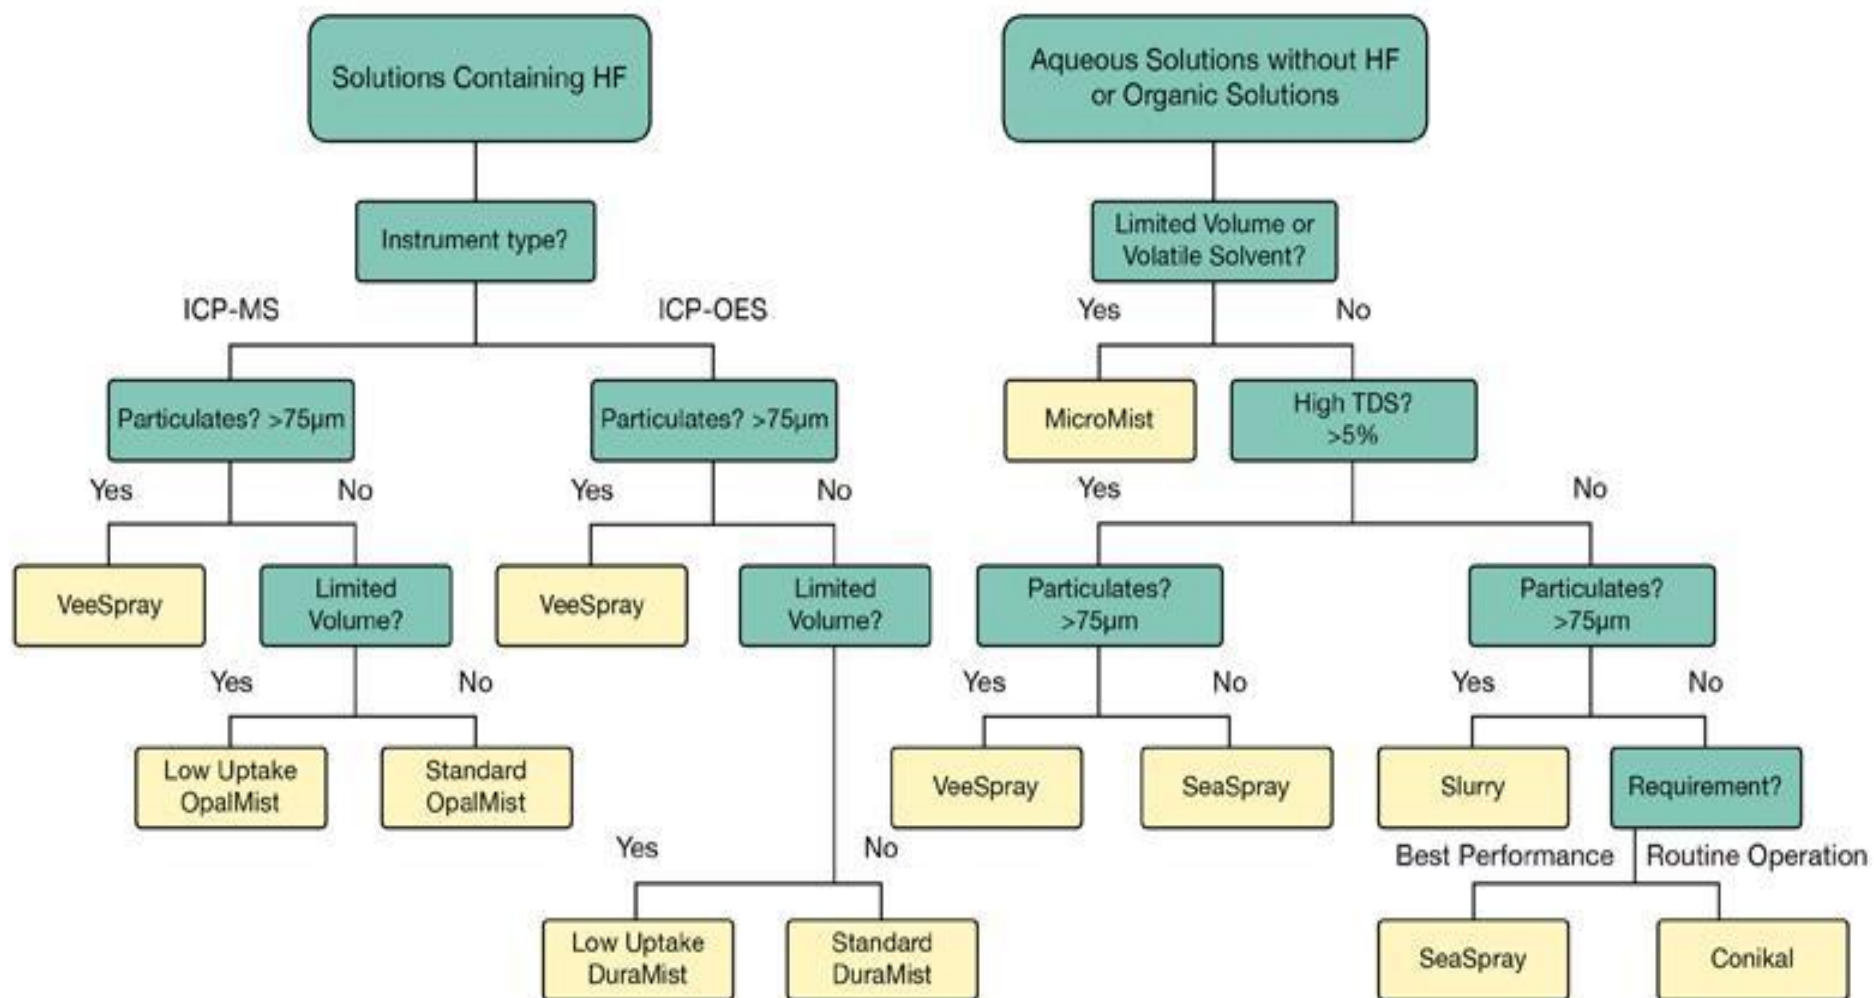 Solutions Containing HF
Aqueous Solutions without HF
or Organic Solutions
Instrument type?
Limited Volume or
Volatile Solvent?
ICP-MS
ICP-OES
Yes
No
Particulates? >75µm
Particulates? >75µm
MicroMist
High TDS?
>5%
Yes
No
Yes
No
Yes
No
VeeSpray
Limited
Volume?
VeeSpray
Limited
Volume?
Particulates?
>75µm
Particulates?
>75µm
Yes
No
Yes
No
Yes
No
Low Uptake
OpalMist
Standard
OpalMist
VeeSpray
SeaSpray
Slurry
Requirement?
Yes
No
Best Performance
Routine Operation
Low Uptake
DuraMist
Standard
DuraMist
SeaSpray
Conikal